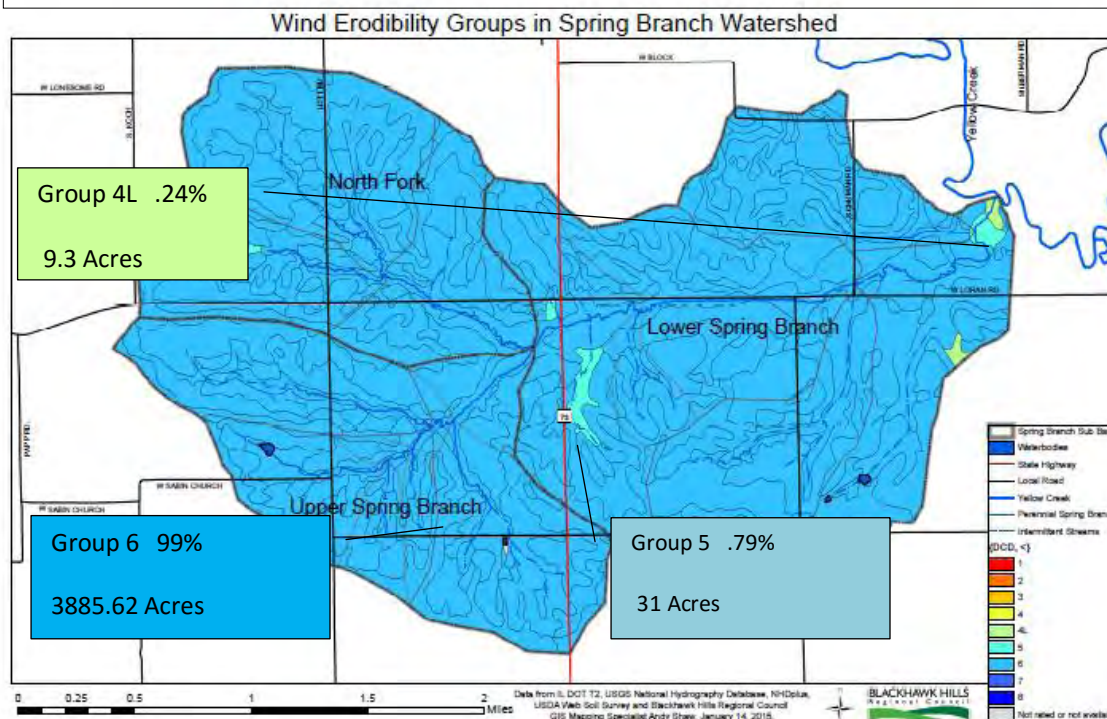 Wind Erodibility Groups in Spring Branch Watershed
W BLOCK
W LONESOME RD
Yellow Creek
North Fork
Group 4L .24%
9.3 Acres
W LORAN RD
Lower Spring Branch
73
W SABIN CHURCH
W SABIN CHURCH
Upper Spring Branch
Group 6 99%
3885.62 Acres
Group 5 .79%
31 Acres
Spring Branch Sub Ba
Waterbodies
State Highway
Local Road
Yellow Creek
Perennial Spring Bran
Intermittent Streams
(DCD, <)
1
2
3
4
4L
5
6
7
8
Not rated or not availa
0 0.25 0.5 1 1.5 2
Miles
Data from IL DOT T2, USGS National Hydrography Database, NHDplus,
USDA Web Soil Survey and Blackhawk Hills Regional Council
GIS Mapping Specialist Andy Shaw, January 14, 2015.
BLACKHAWK HILLS
Regional Council